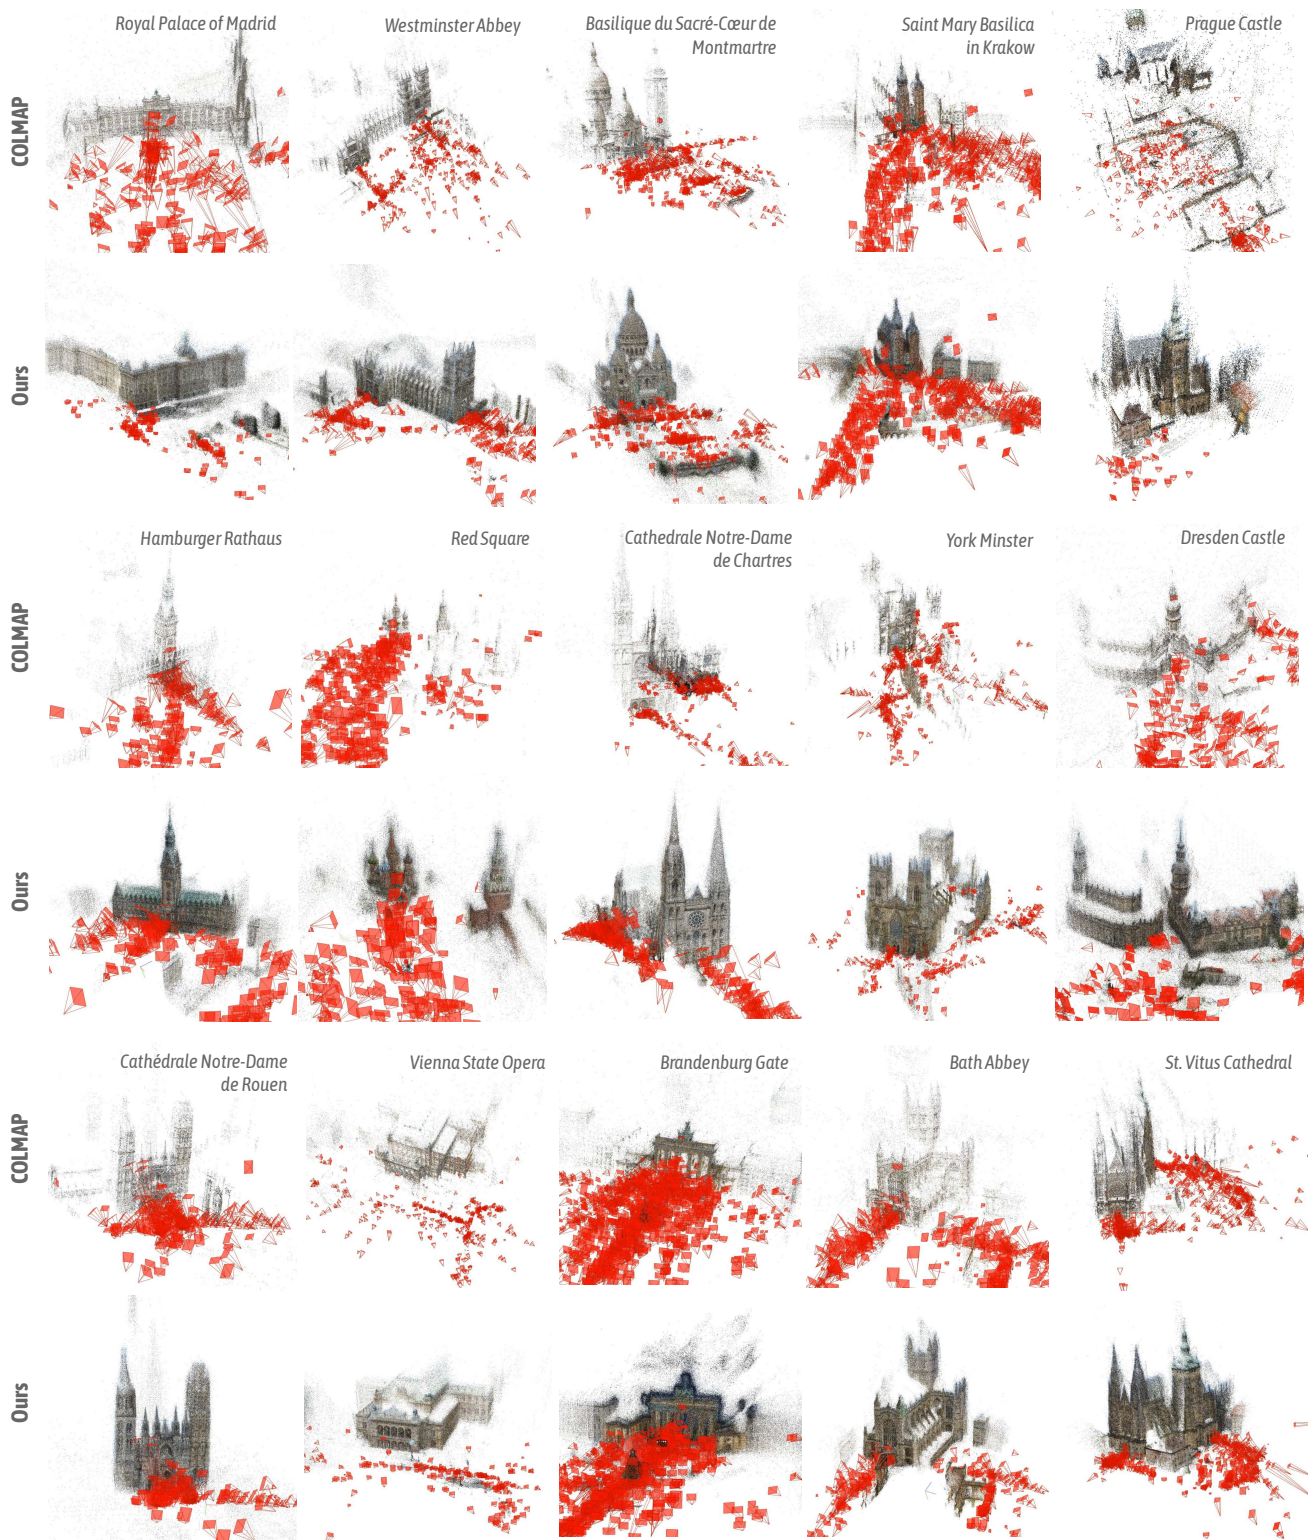 Royal Palace of Madrid
Westminster Abbey
Basilique du Sacré-Cœur de
Montmartre
Saint Mary Basilica
in Krakow
Prague Castle
COLMAP
Ours
Hamburger Rathaus
Red Square
Cathedrale Notre-Dame
de Chartres
York Minster
Dresden Castle
COLMAP
Ours
Cathédrale Notre-Dame
de Rouen
Vienna State Opera
Brandenburg Gate
Bath Abbey
St. Vitus Cathedral
COLMAP
Ours